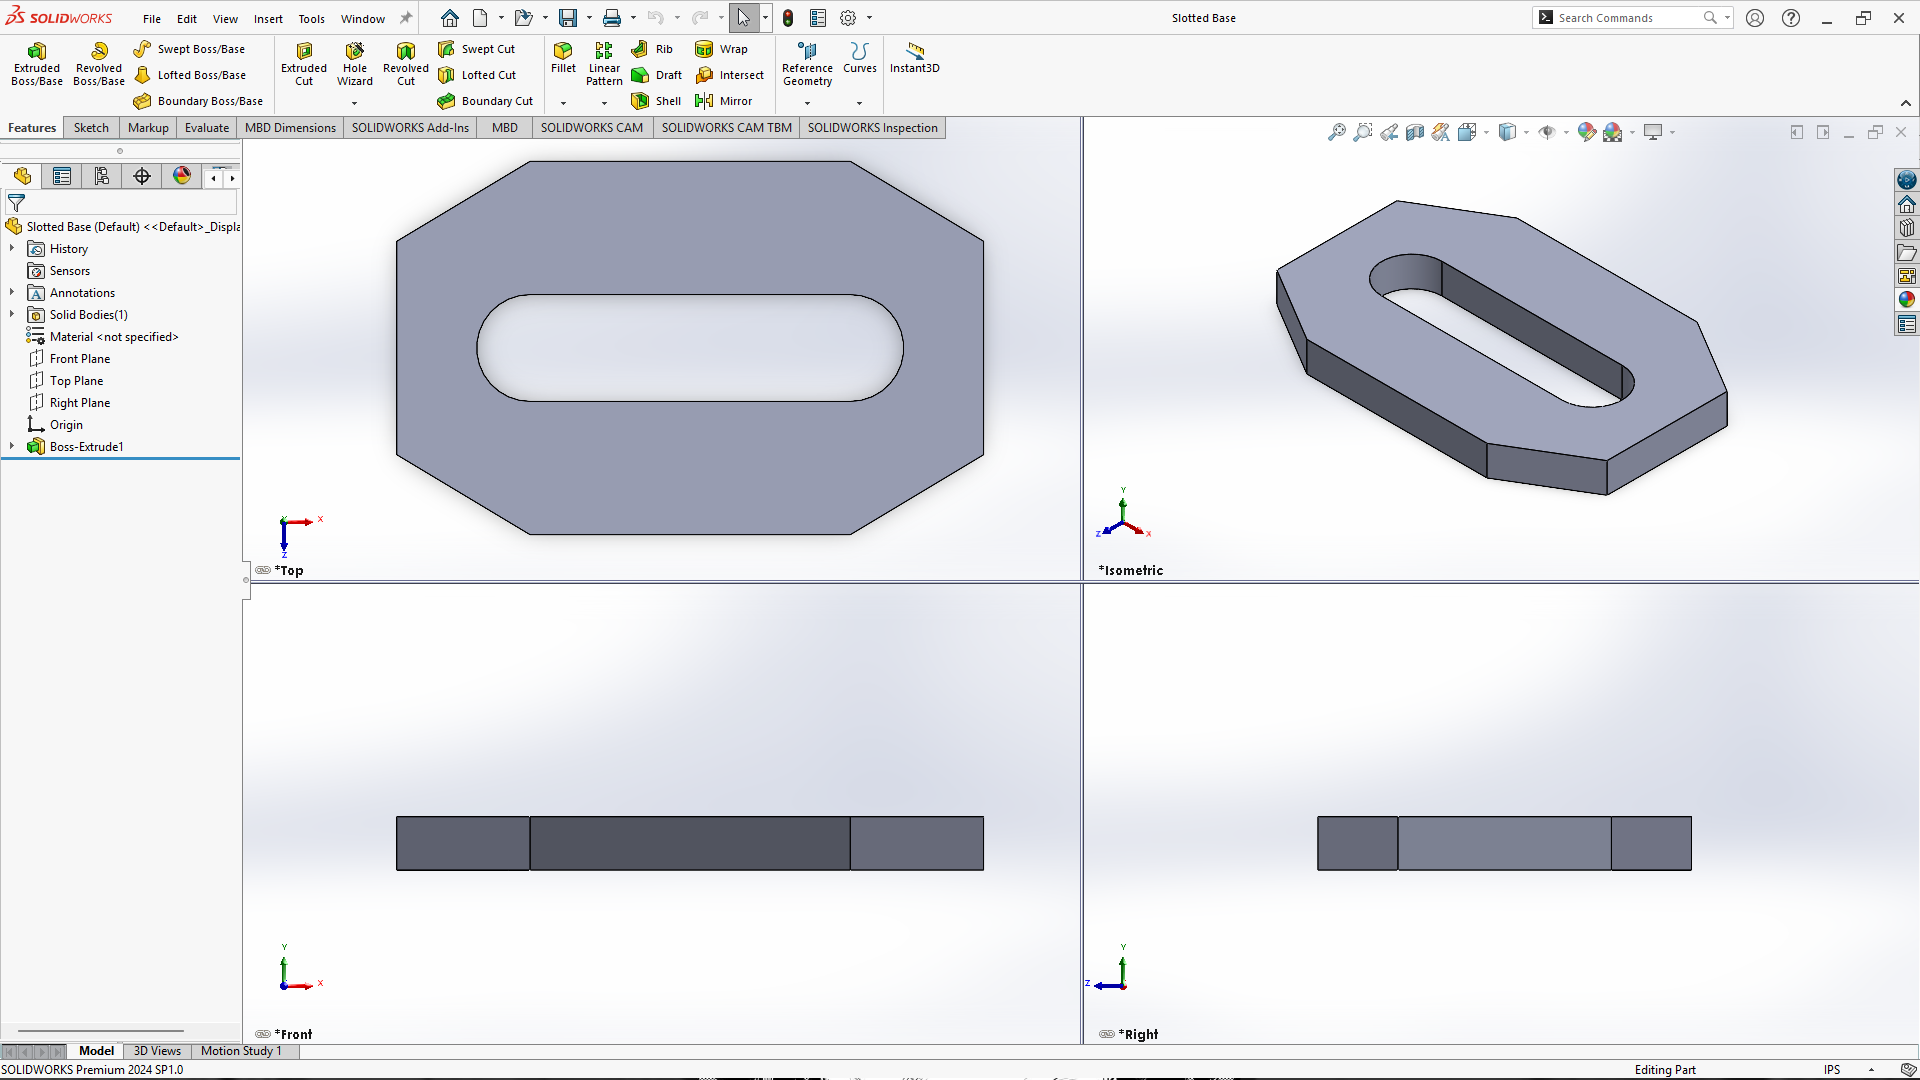 SOLIDWORKS File Edit View Insert Tools Window Slotted Base Search Commands
Extruded Boss/Base
Revolved Boss/Base
Swept Boss/Base
Lofted Boss/Base
Boundary Boss/Base
Extruded Cut
Hole Wizard
Revolved Cut
Swept Cut
Lofted Cut
Boundary Cut
Fillet
Linear Pattern
Rib
Draft
Shell
Wrap
Intersect
Mirror
Reference Geometry
Curves
Instant3D
Features Sketch Markup Evaluate MBD Dimensions SOLIDWORKS Add-Ins MBD SOLIDWORKS CAM SOLIDWORKS CAM TBM SOLIDWORKS Inspection
Slotted Base (Default) <<Default>_Displa
History
Sensors
Annotations
Solid Bodies(1)
Material <not specified>
Front Plane
Top Plane
Right Plane
Origin
Boss-Extrude1
Y X
Z
*Top
Y
Z X
*Isometric
Y
X
*Front
Y
Z
*Right
Model 3D Views Motion Study 1
SOLIDWORKS Premium 2024 SP1.0 Editing Part IPS